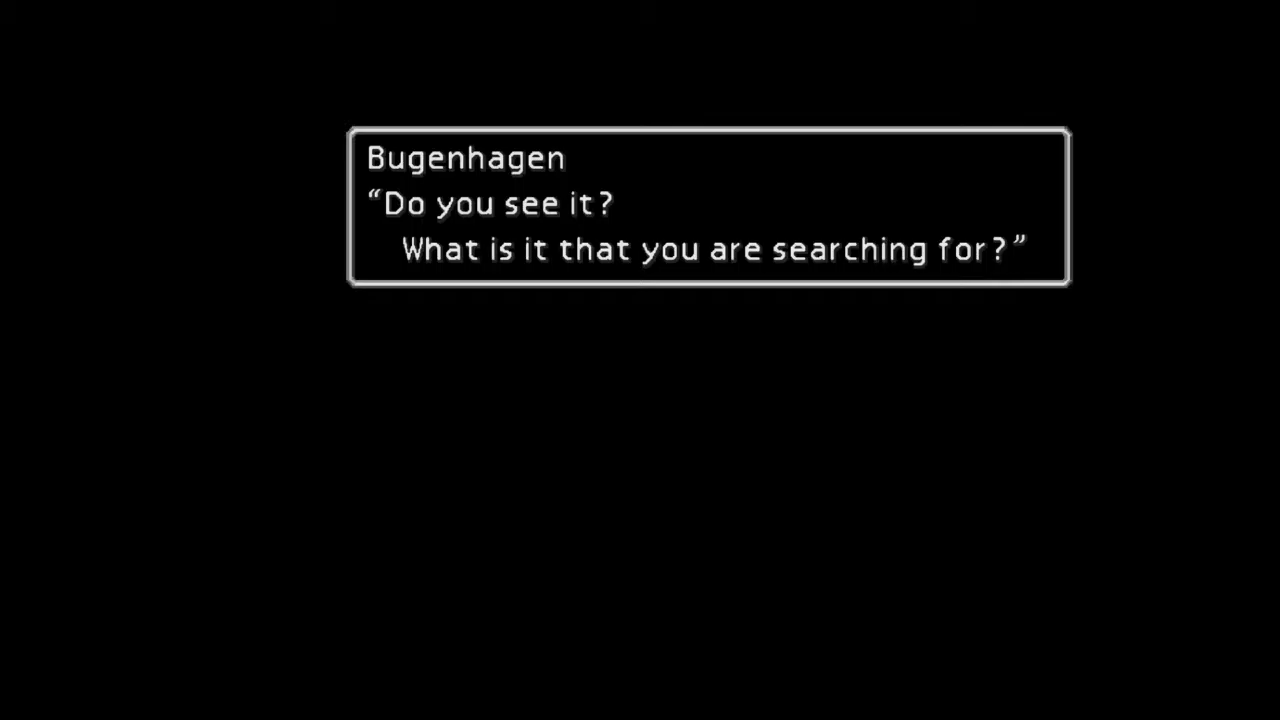 Bugenhagen
“Do you see it?
What is it that you are searching for?”